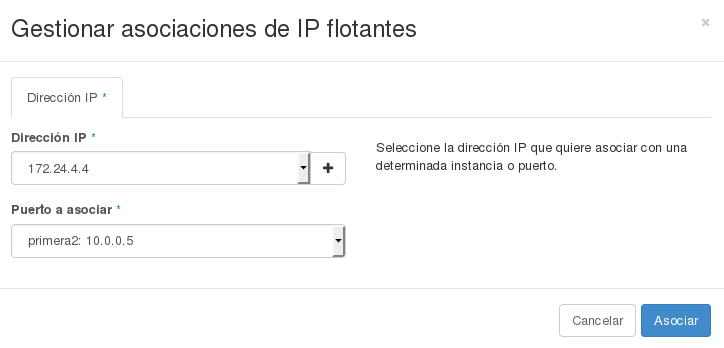 Gestionar asociaciones de IP flotantes
×
Dirección IP *
Dirección IP *
172.24.4.4
Seleccione la dirección IP que quiere asociar con una
determinada instancia o puerto.
Puerto a asociar *
primera2: 10.0.0.5
Cancelar
Asociar